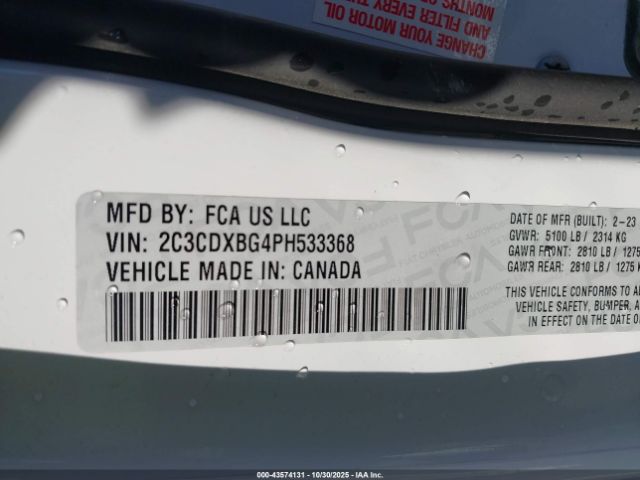 CHANGE YOUR MOTOR OIL
AND FILTER EVERY
MONTHS
MFD BY: FCA US LLC
VIN: 2C3CDXBG4PH533368
VEHICLE MADE IN: CANADA
DATE OF MFR (BUILT): 2-23
GVWR: 5100 LB / 2314 KG
GAWR FRONT: 2810 LB / 1275
GAWR REAR: 2810 LB / 1275 K
THIS VEHICLE CONFORMS TO
VEHICLE SAFETY, BUMPER,
IN EFFECT ON THE DATE OF
000-43574131 - 10/30/2025 - IAA Inc.